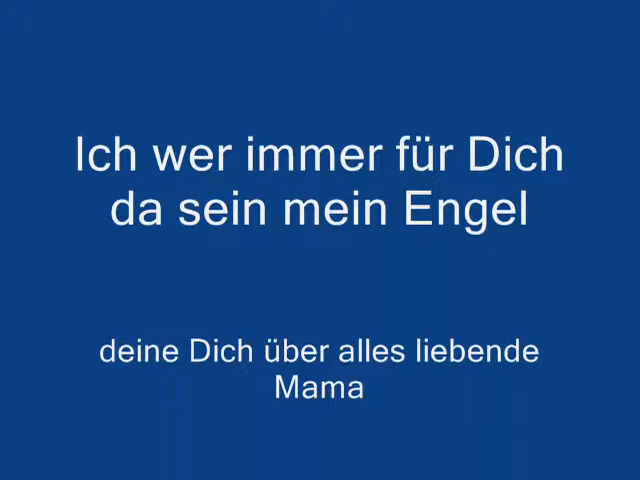 Ich wer immer für Dich
da sein mein Engel
deine Dich über alles liebende
Mama